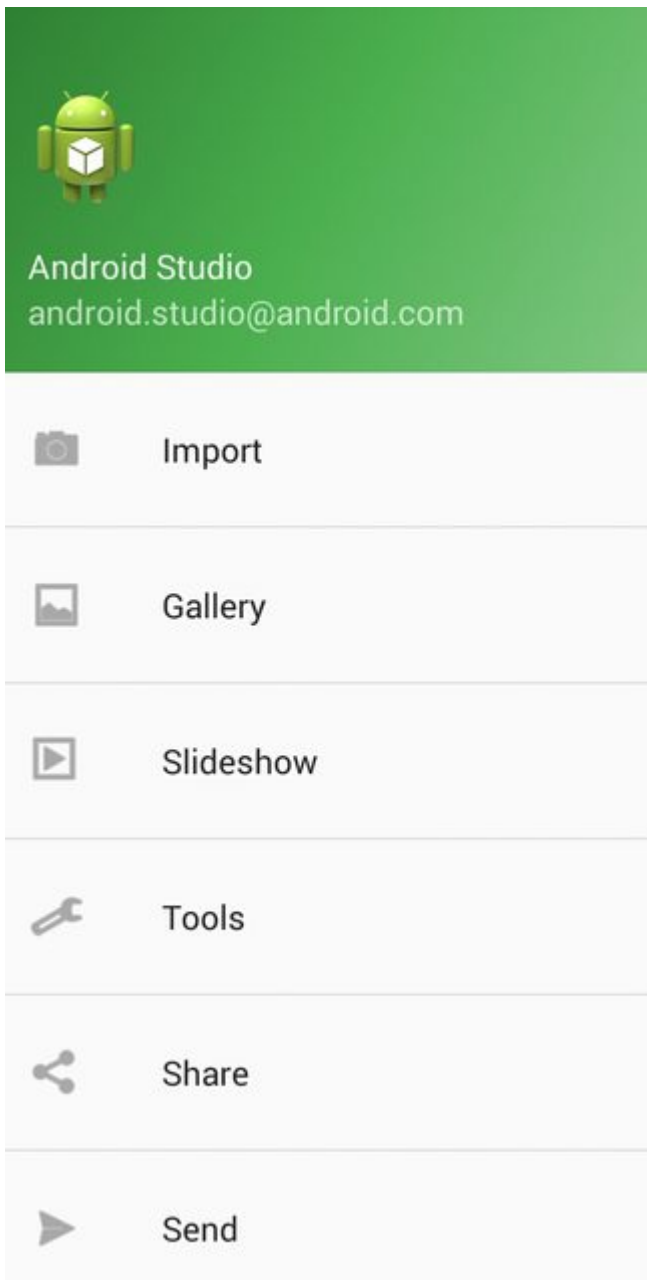 Android Studio
android.studio@android.com
Import
Gallery
Slideshow
Tools
Share
Send